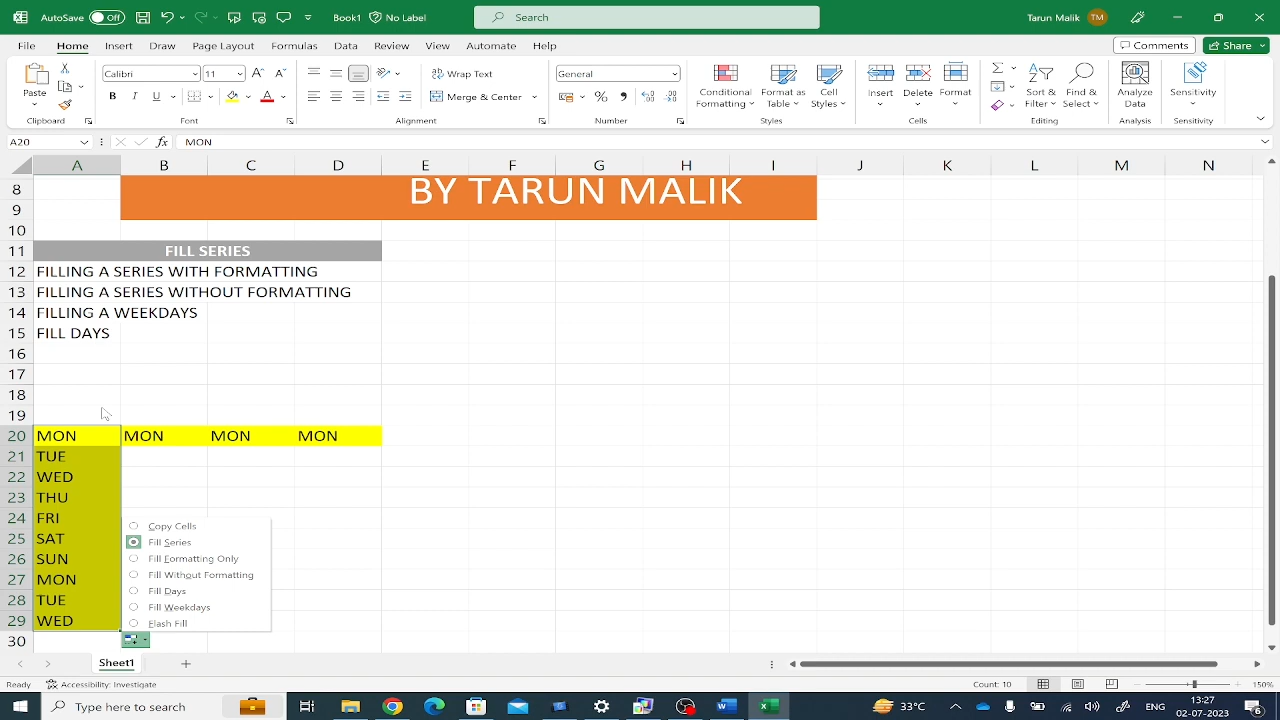 AutoSave Off Book1 No Label Search Tarun Malik TM
File Home Insert Draw Page Layout Formulas Data Review View Automate Help Comments Share
Paste Calibri 11 Wrap Text General Conditional Formatting Format as Table Cell Styles Insert Delete Format Sort & Filter Find & Select Analyze Data Sensitivity
B I U Merge & Center
Clipboard Font Alignment Number Styles Cells Editing Analysis Sensitivity
A20 fx MON
A B C D E F G H I J K L M N
8 BY TARUN MALIK
9
10
11 FILL SERIES
12 FILLING A SERIES WITH FORMATTING
13 FILLING A SERIES WITHOUT FORMATTING
14 FILLING A WEEKDAYS
15 FILL DAYS
16
17
18
19
20 MON MON MON MON
21 TUE
22 WED
23 THU
24 FRI
25 SAT
26 SUN
27 MON
28 TUE
29 WED
30
Copy Cells
Fill Series
Fill Formatting Only
Fill Without Formatting
Fill Days
Fill Weekdays
Flash Fill
Sheet1
Ready Accessibility: Investigate Count: 10 150%
Type here to search 33°C ENG 13:27
02-07-2023 6